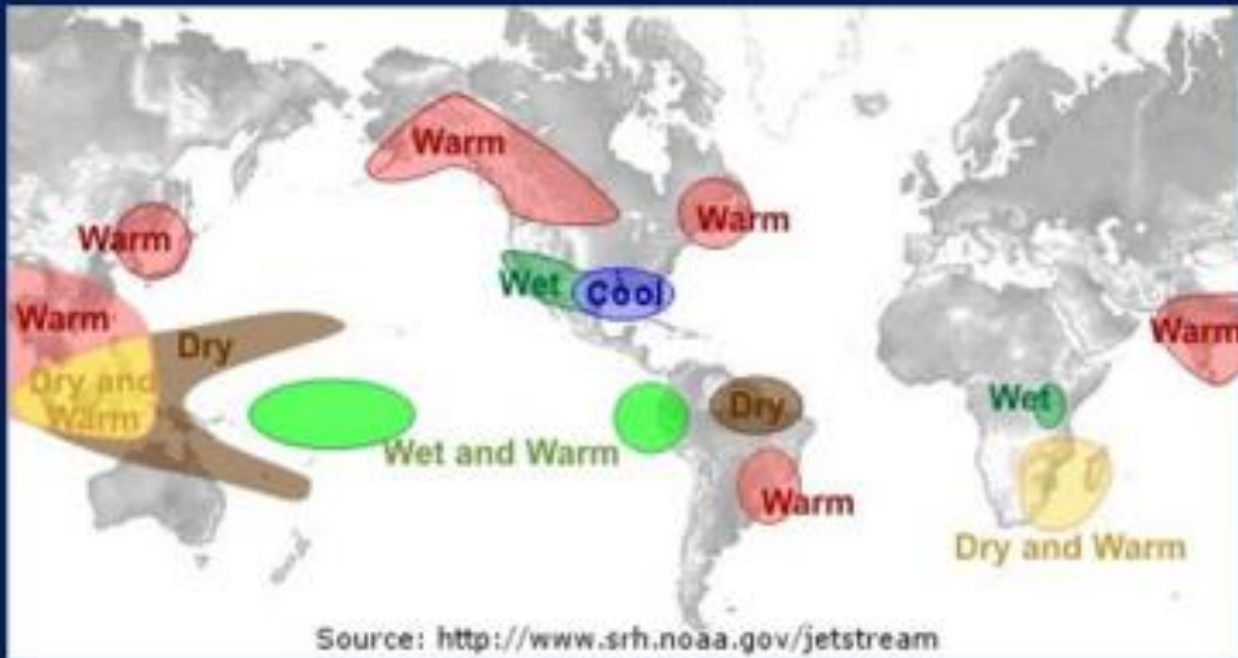 Warm
Warm
Warm
Wet
Cool
Warm
Dry
Warm
Dry and
Warm
Wet
Dry
Wet and Warm
Warm
Dry and Warm
Source: http://www.srh.noaa.gov/jetstream